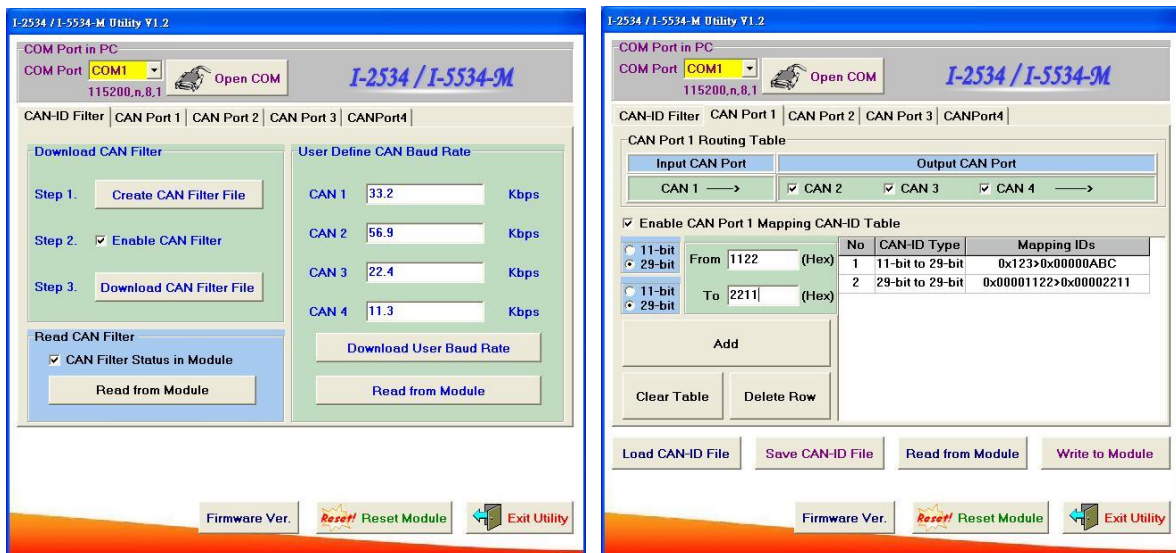 I-2534 / I-5534-M Utility V1.2
COM Port in PC
COM Port COM1 Open COM
115200,n,8,1
I-2534 / I-5534-M
CAN-ID Filter CAN Port 1 CAN Port 2 CAN Port 3 CANPort4
Download CAN Filter
Step 1. Create CAN Filter File
Step 2. Enable CAN Filter
Step 3. Download CAN Filter File
Read CAN Filter
CAN Filter Status in Module
Read from Module
User Define CAN Baud Rate
CAN 1 33.2 Kbps
CAN 2 56.9 Kbps
CAN 3 22.4 Kbps
CAN 4 11.3 Kbps
Download User Baud Rate
Read from Module
Firmware Ver. Reset! Reset Module Exit Utility
I-2534 / I-5534-M Utility V1.2
COM Port in PC
COM Port COM1 Open COM
115200,n,8,1
I-2534 / I-5534-M
CAN-ID Filter CAN Port 1 CAN Port 2 CAN Port 3 CANPort4
CAN Port 1 Routing Table
Input CAN Port Output CAN Port
CAN 1 ---> CAN 2 CAN 3 CAN 4 --->
Enable CAN Port 1 Mapping CAN-ID Table
11-bit
29-bit
From 1122 (Hex)
11-bit
29-bit
To 2211 (Hex)
Add
Clear Table Delete Row
No CAN-ID Type Mapping IDs
1 11-bit to 29-bit 0x123>0x00000ABC
2 29-bit to 29-bit 0x00001122>0x00002211
Load CAN-ID File Save CAN-ID File Read from Module Write to Module
Firmware Ver. Reset! Reset Module Exit Utility